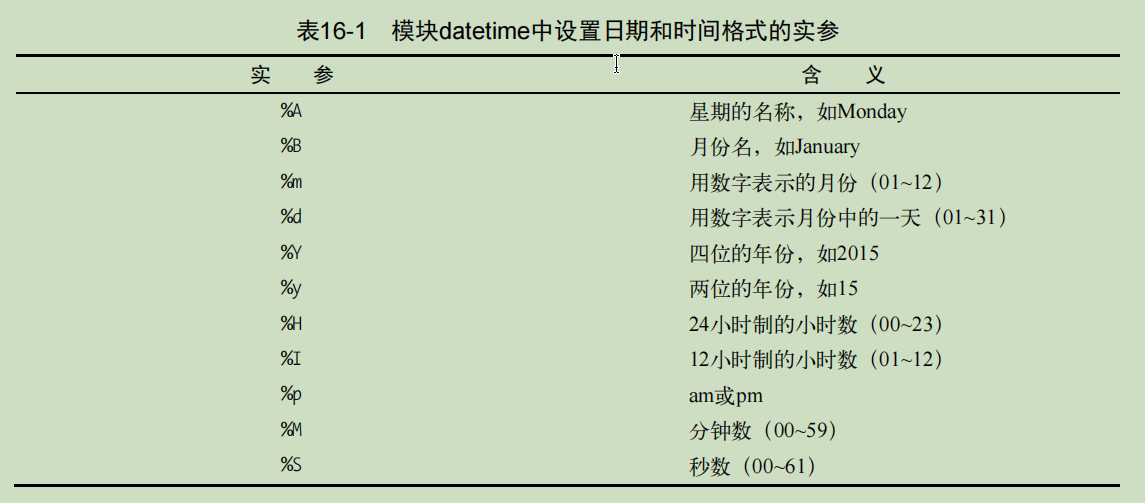 表16-1 模块datetime中设置日期和时间格式的实参
实 参 含 义
%A 星期的名称，如Monday
%B 月份名，如January
%m 用数字表示的月份（01~12）
%d 用数字表示月份中的一天（01~31）
%Y 四位的年份，如2015
%y 两位的年份，如15
%H 24小时制的小时数（00~23）
%I 12小时制的小时数（01~12）
%p am或pm
%M 分钟数（00~59）
%S 秒数（00~61）